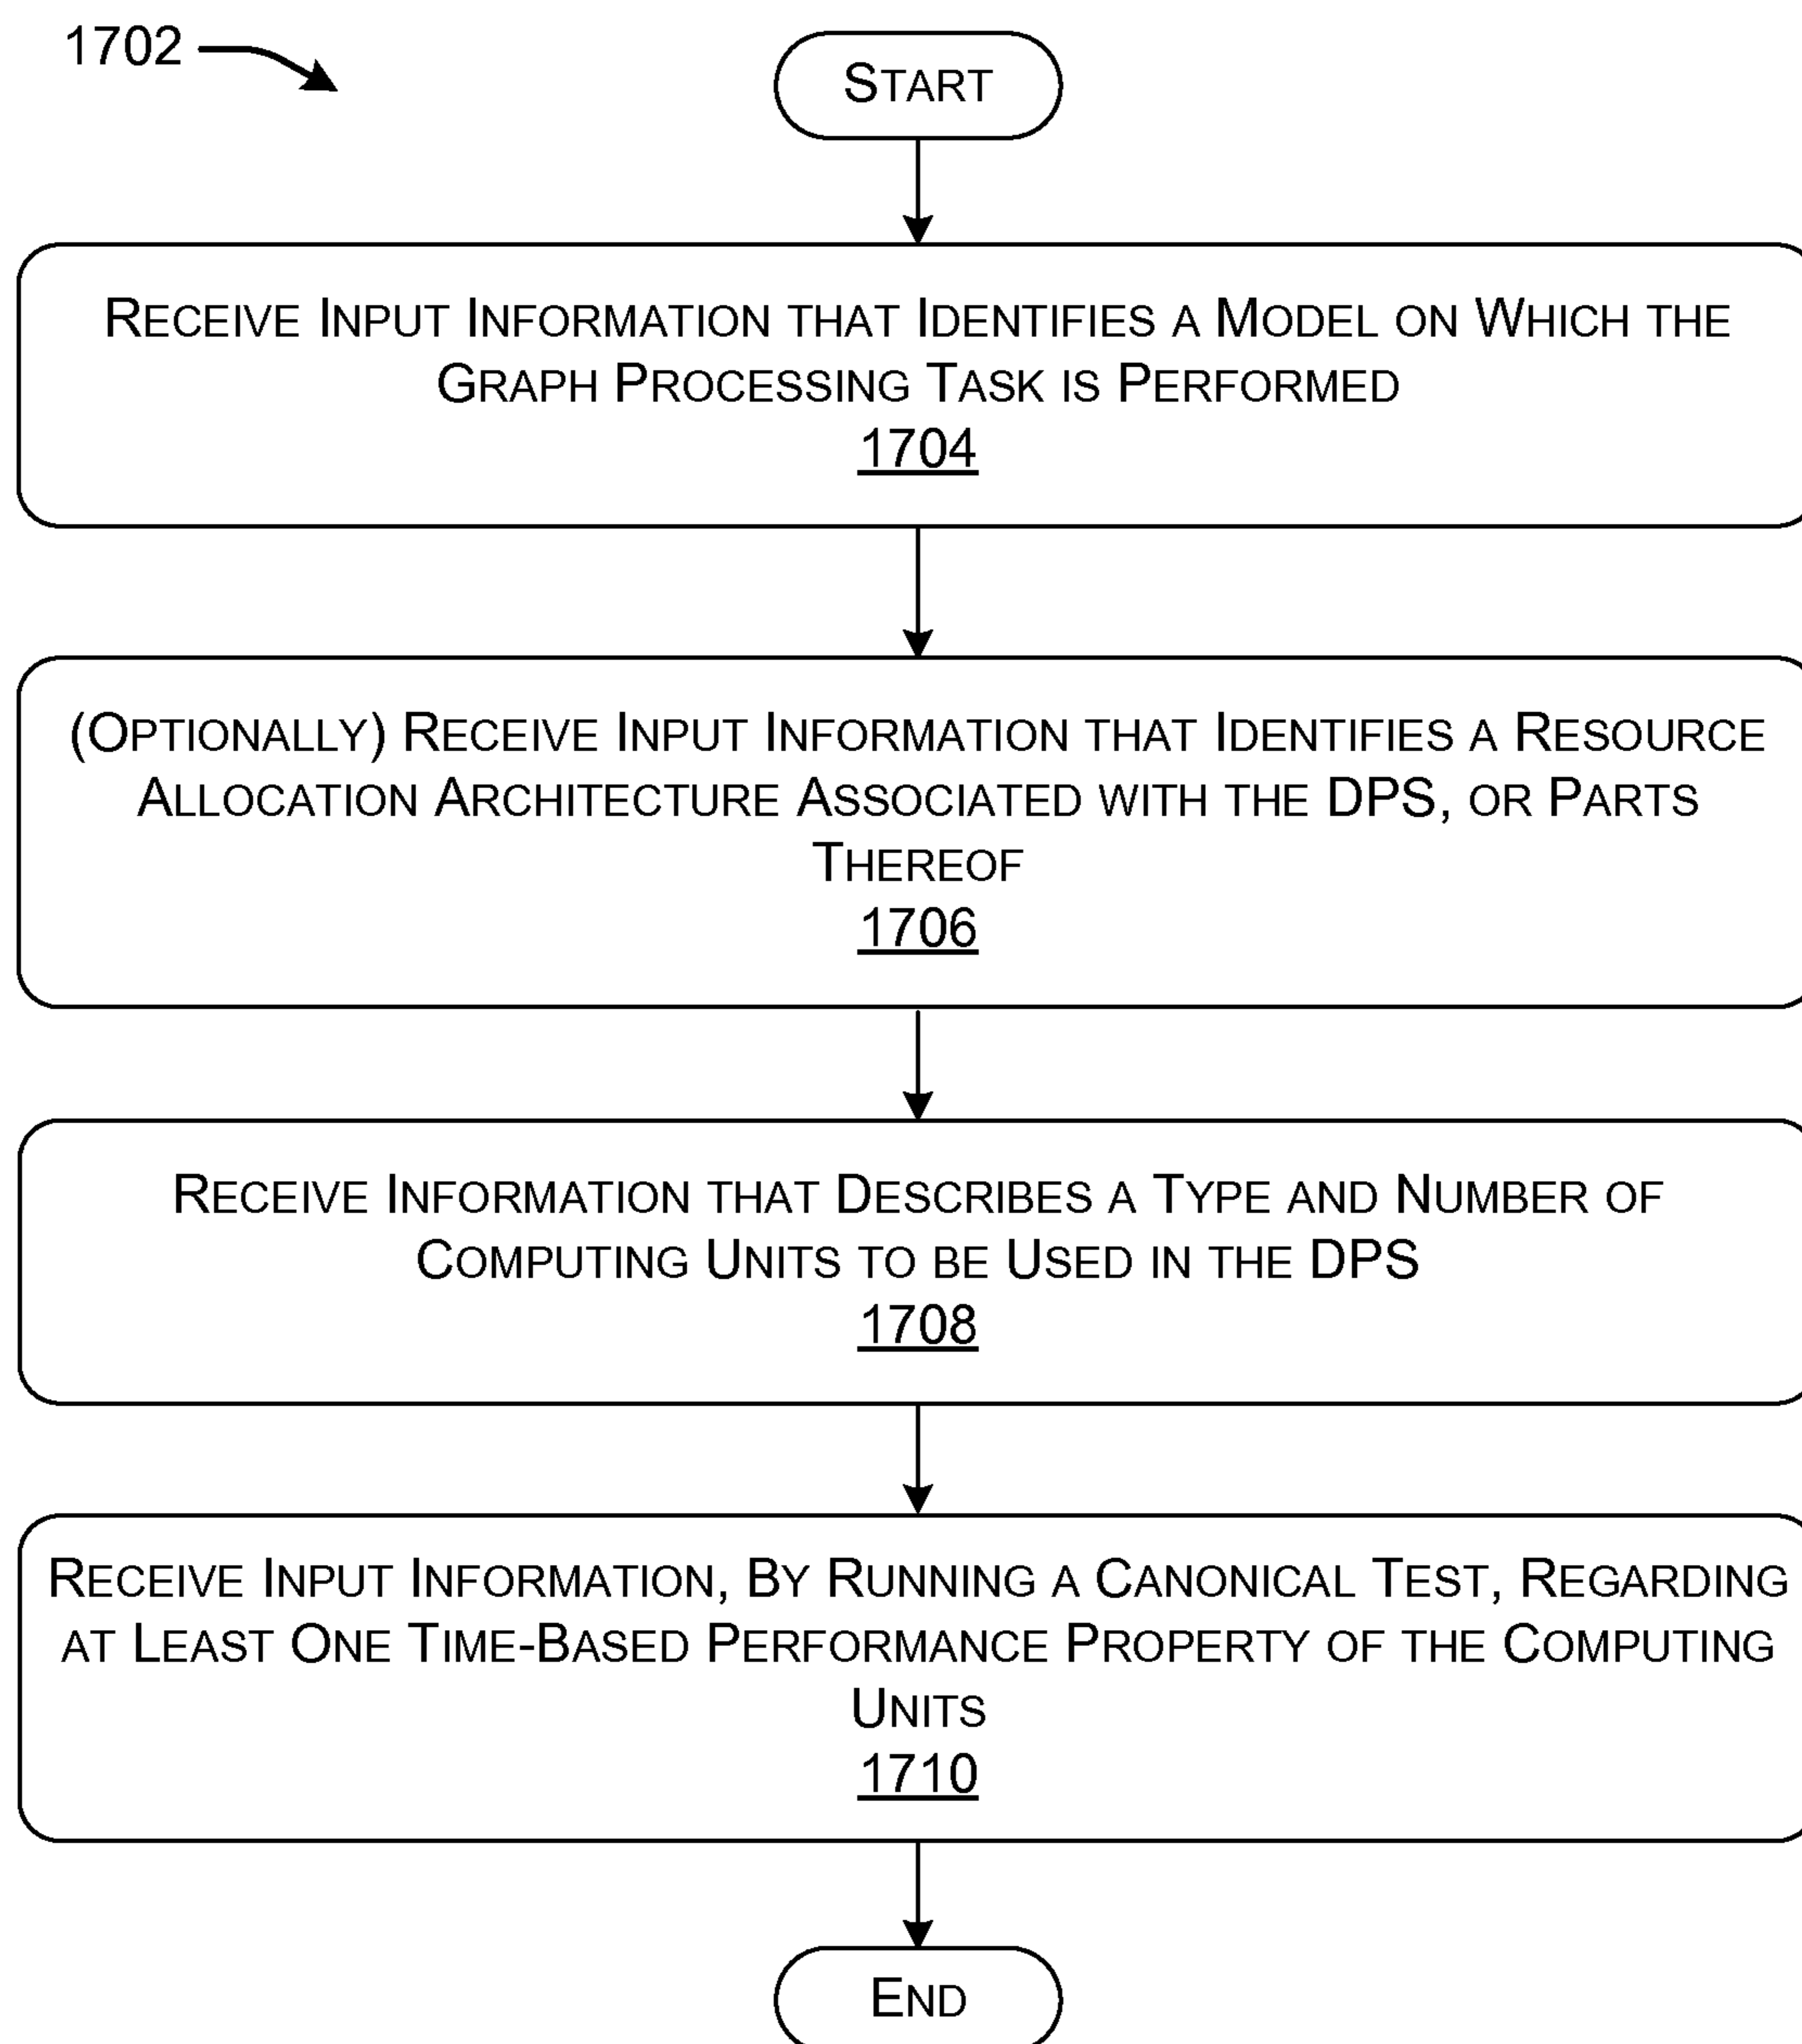 1702
START
RECEIVE INPUT INFORMATION THAT IDENTIFIES A MODEL ON WHICH THE
GRAPH PROCESSING TASK IS PERFORMED
1704
(OPTIONALLY) RECEIVE INPUT INFORMATION THAT IDENTIFIES A RESOURCE
ALLOCATION ARCHITECTURE ASSOCIATED WITH THE DPS, OR PARTS
THEREOF
1706
RECEIVE INFORMATION THAT DESCRIBES A TYPE AND NUMBER OF
COMPUTING UNITS TO BE USED IN THE DPS
1708
RECEIVE INPUT INFORMATION, BY RUNNING A CANONICAL TEST, REGARDING
AT LEAST ONE TIME-BASED PERFORMANCE PROPERTY OF THE COMPUTING
UNITS
1710
END